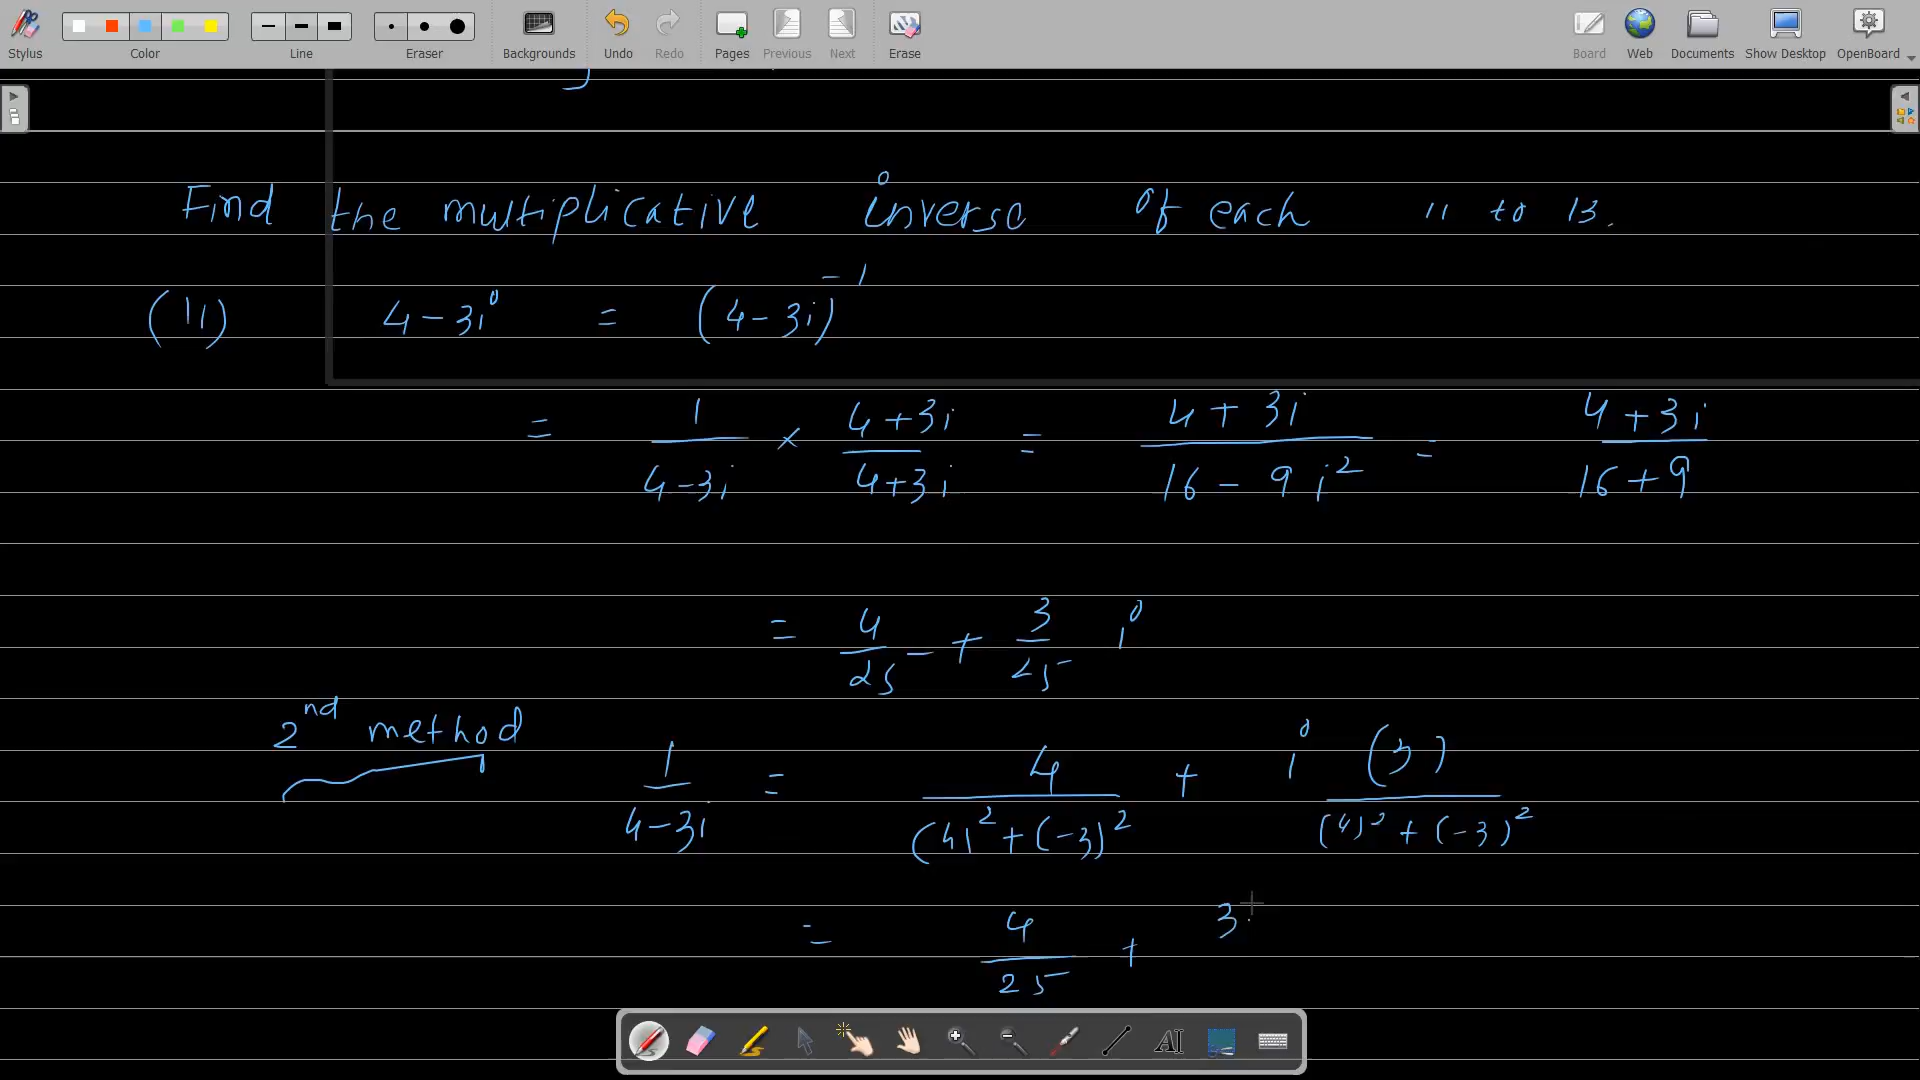 Stylus Color Line Eraser Backgrounds Undo Redo Pages Previous Next Erase Board Web Documents Show Desktop OpenBoard
Find the multiplicative inverse of each 11 to 13.
(11) 4-3i = (4-3i)^-1
= 1/(4-3i) × (4+3i)/(4+3i) = (4+3i)/(16-9i²) = (4+3i)/(16+9)
= 4/25 + 3/25 i
2nd method
1/(4-3i) = 4/((4)²+(-3)²) + i (3)/((4)²+(-3)²)
= 4/25 + 3